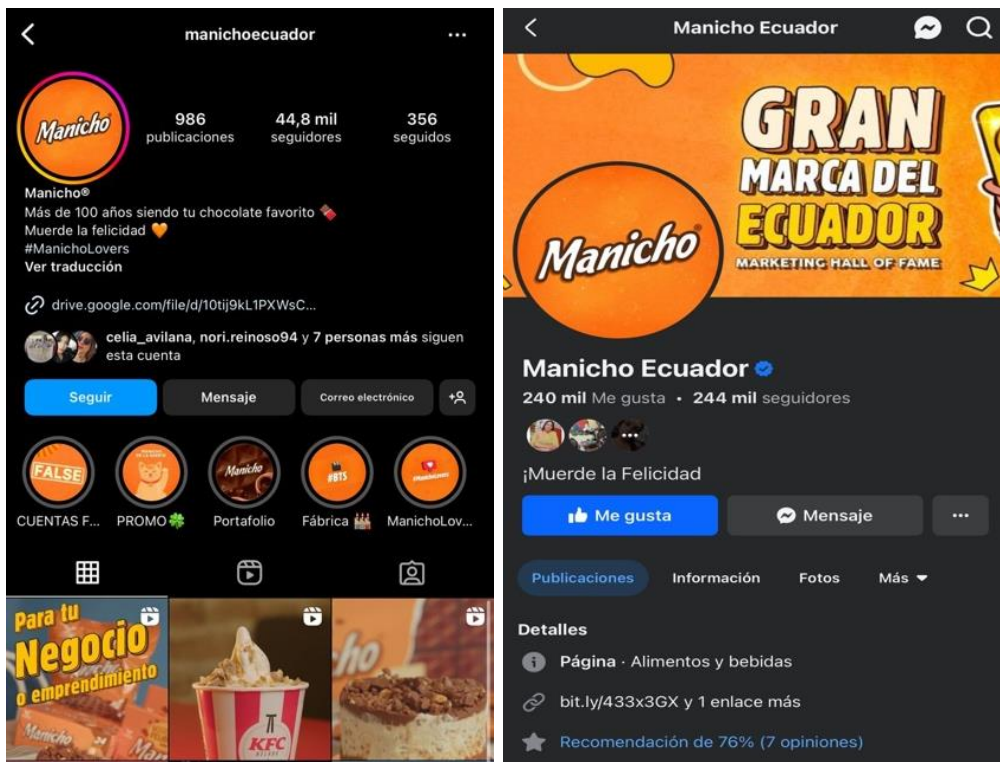 manichoecuador
Manicho
986
44,8 mil
356
publicaciones
seguidores
seguidos
Manicho®
Más de 100 años siendo tu chocolate favorito 🍫
Muerde la felicidad 🧡
#ManichoLovers
Ver traducción
drive.google.com/file/d/10tij9kL1PXWsC...
celia_avilana, nori.reinoso94 y 7 personas más siguen
esta cuenta
Seguir
Mensaje
Correo electrónico
FALSE
Manicho
#BTS
CUENTAS F...
PROMO🍀
Portafolio
Fábrica 🏭
ManichoLov...
Para tu
Negocio
o emprendimiento
Manicho
KFC
Manicho Ecuador
GRAN
MARCA DEL
ECUADOR
MARKETING HALL OF FAME
Manicho
Manicho Ecuador
240 mil Me gusta • 244 mil seguidores
¡Muerde la Felicidad
Me gusta
Mensaje
Publicaciones
Información
Fotos
Más
Detalles
Página · Alimentos y bebidas
bit.ly/433x3GX y 1 enlace más
Recomendación de 76% (7 opiniones)